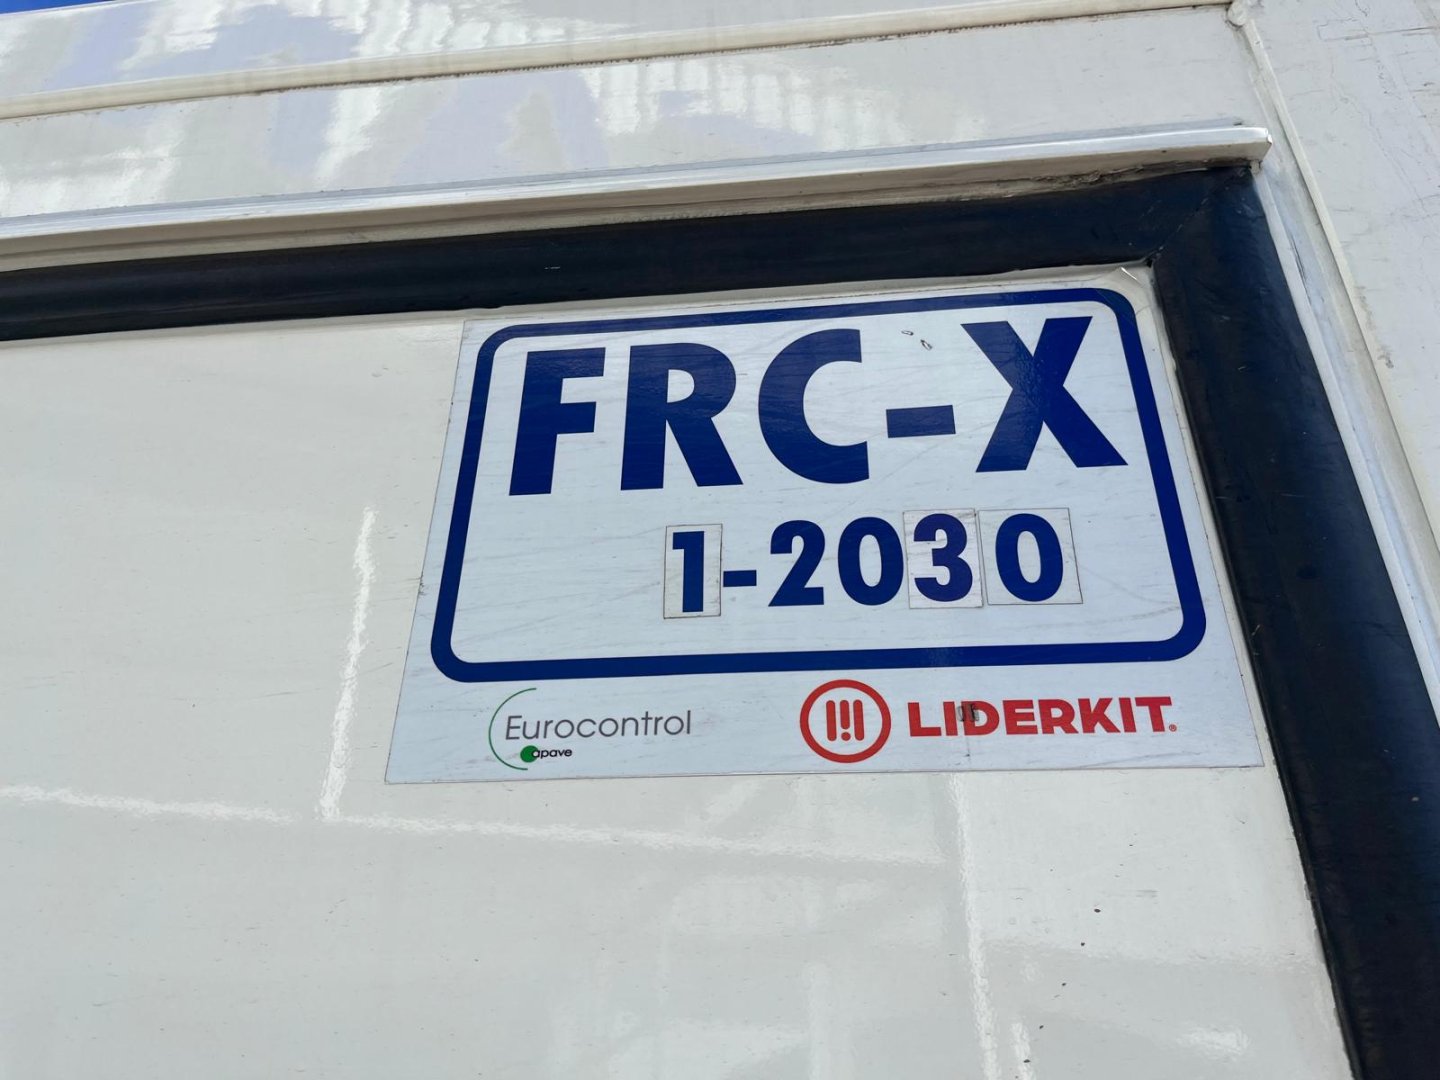 FRC-X
1-2030
Eurocontrol
apave
LIDERKIT®